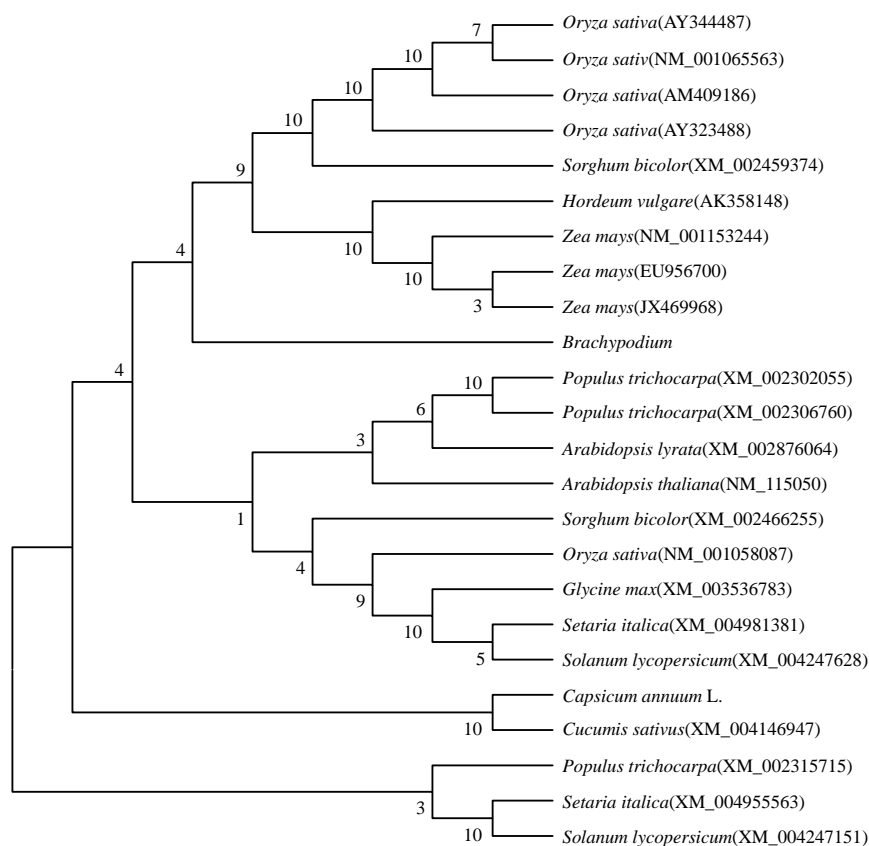 Oryza sativa(AY344487)
7
Oryza sativ(NM_001065563)
10
Oryza sativa(AM409186)
10
Oryza sativa(AY323488)
10
Sorghum bicolor(XM_002459374)
9
Hordeum vulgare(AK358148)
10
Zea mays(NM_001153244)
4
10
Zea mays(EU956700)
3
Zea mays(JX469968)
Brachypodium
4
Populus trichocarpa(XM_002302055)
10
Populus trichocarpa(XM_002306760)
6
Arabidopsis lyrata(XM_002876064)
3
Arabidopsis thaliana(NM_115050)
1
Sorghum bicolor(XM_002466255)
4
Oryza sativa(NM_001058087)
9
Glycine max(XM_003536783)
10
Setaria italica(XM_004981381)
5
Solanum lycopersicum(XM_004247628)
Capsicum annuum L.
10
Cucumis sativus(XM_004146947)
Populus trichocarpa(XM_002315715)
3
Setaria italica(XM_004955563)
10
Solanum lycopersicum(XM_004247151)